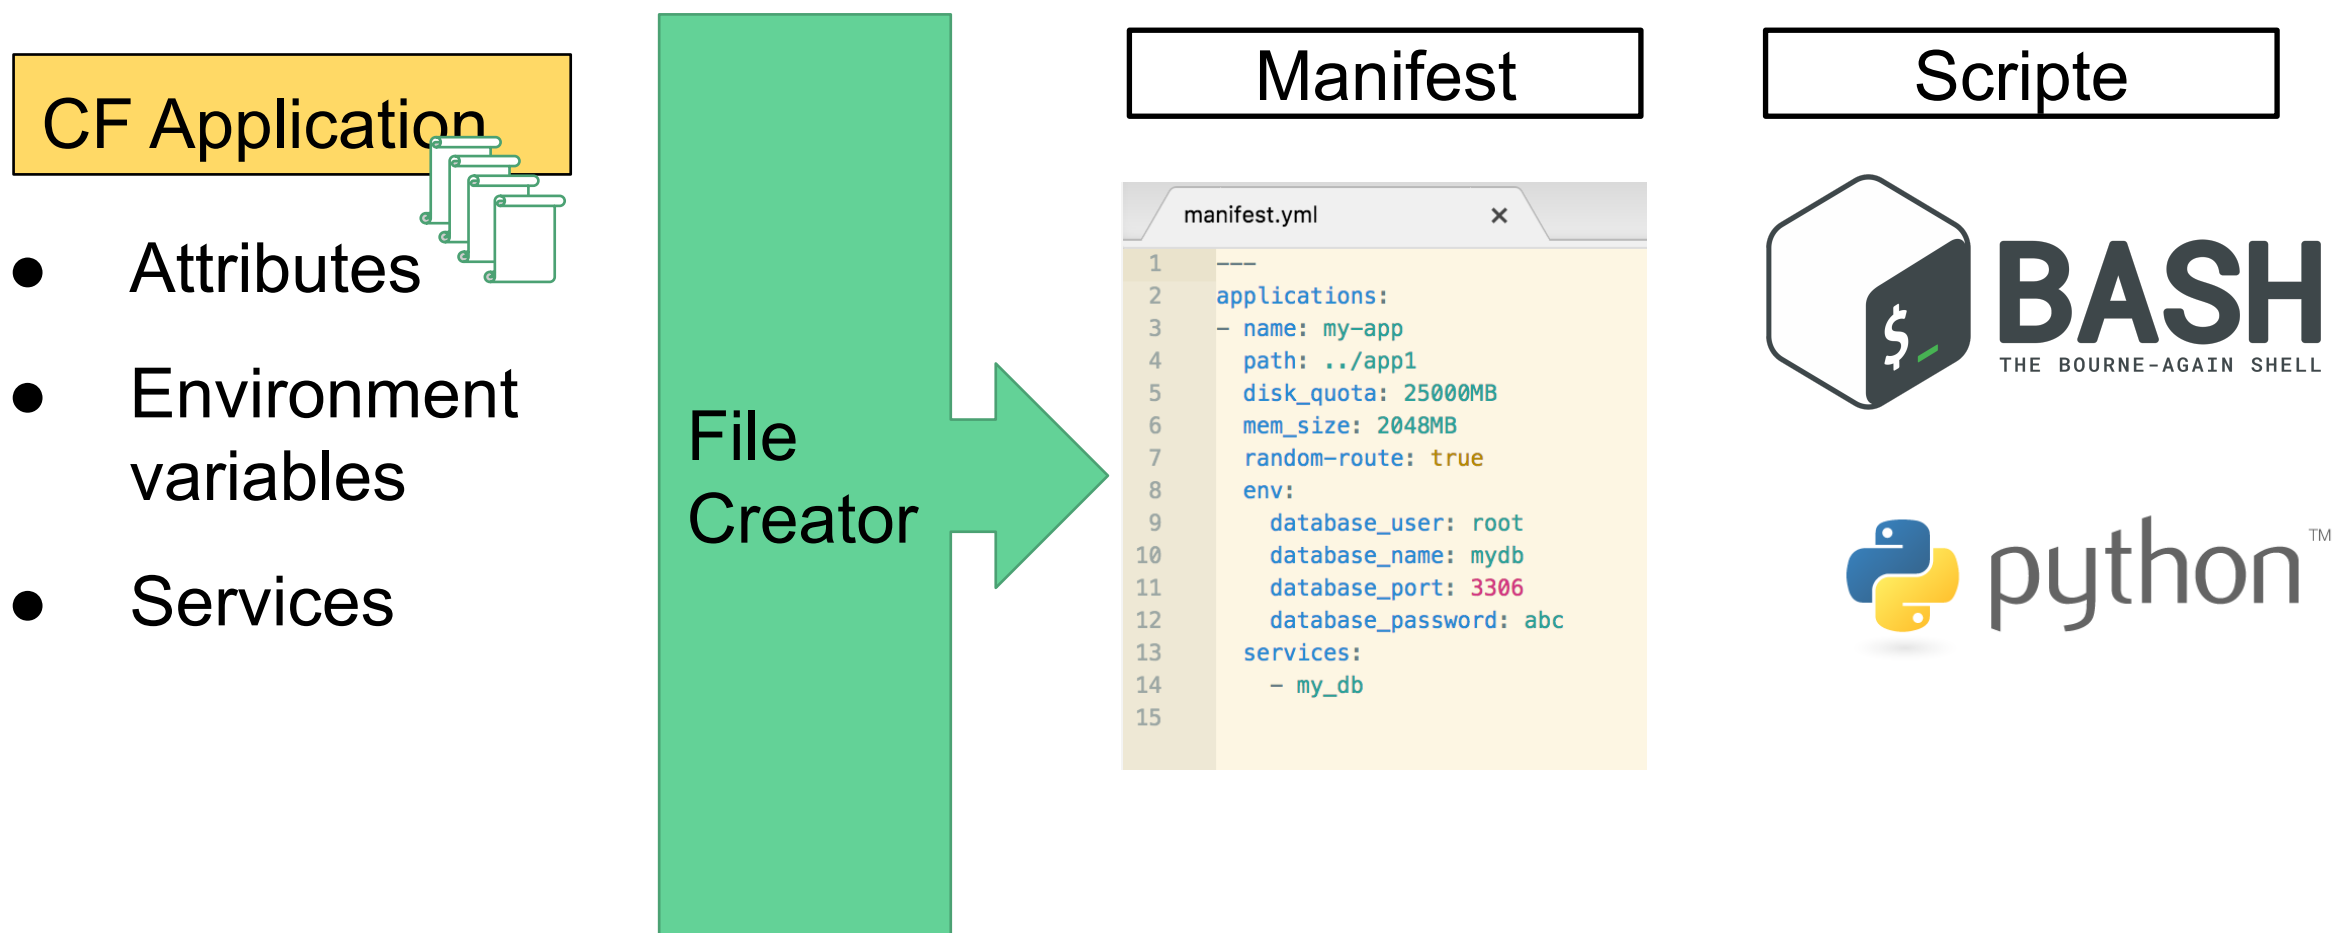 CF Application
● Attributes
● Environment
variables
● Services
File
Creator
Manifest
manifest.yml ×
1 ---
2 applications:
3 - name: my-app
4   path: ../app1
5   disk_quota: 25000MB
6   mem_size: 2048MB
7   random-route: true
8   env:
9     database_user: root
10     database_name: mydb
11     database_port: 3306
12     database_password: abc
13   services:
14     - my_db
15
Scripte
$_
BASH
THE BOURNE-AGAIN SHELL
python™